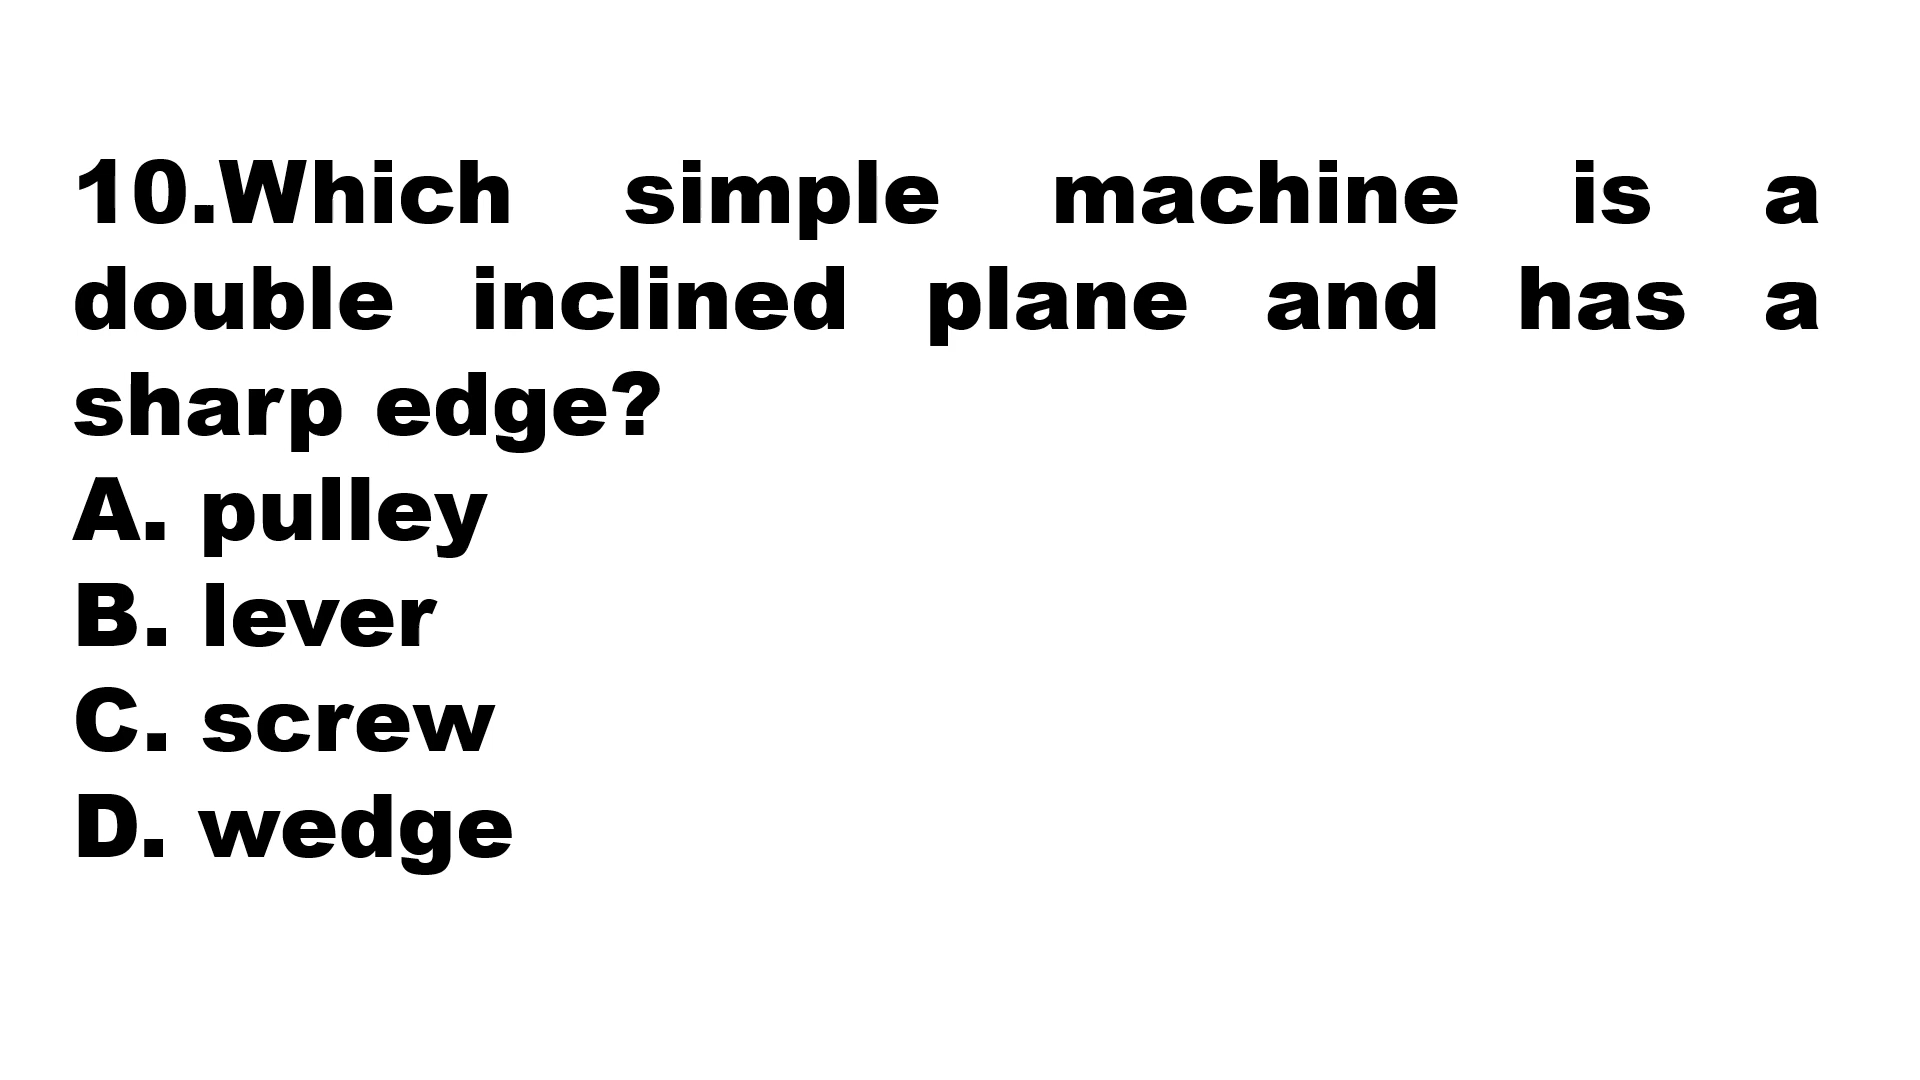 10.Which simple machine is a
double inclined plane and has a
sharp edge?
A. pulley
B. lever
C. screw
D. wedge